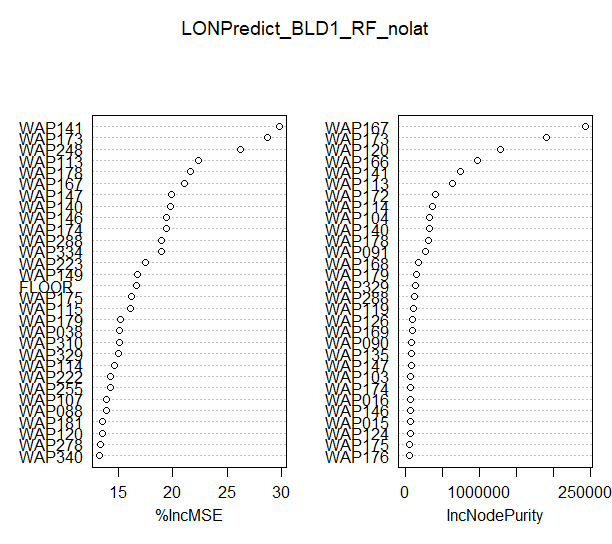 LONPredict_BLD1_RF_nolat
WAP141
WAP173
WAP248
WAP113
WAP178
WAP167
WAP147
WAP140
WAP146
WAP174
WAP288
WAP334
WAP223
WAP149
FLOOR
WAP175
WAP115
WAP179
WAP038
WAP310
WAP329
WAP114
WAP222
WAP255
WAP107
WAP088
WAP181
WAP120
WAP278
WAP340
15 20 25 30
%IncMSE
WAP167
WAP173
WAP120
WAP166
WAP141
WAP113
WAP172
WAP114
WAP104
WAP140
WAP178
WAP091
WAP168
WAP179
WAP329
WAP288
WAP119
WAP126
WAP169
WAP090
WAP135
WAP147
WAP103
WAP174
WAP016
WAP146
WAP015
WAP124
WAP175
WAP176
0 1000000 250000
IncNodePurity